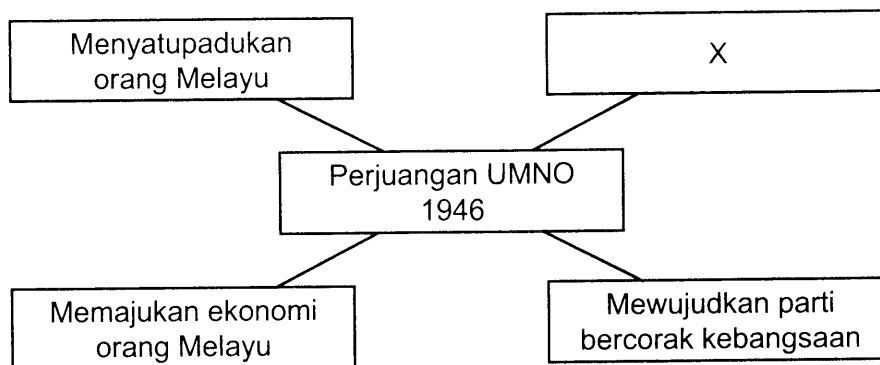 Menyatupadukan
orang Melayu
X
Perjuangan UMNO
1946
Memajukan ekonomi
orang Melayu
Mewujudkan parti
bercorak kebangsaan